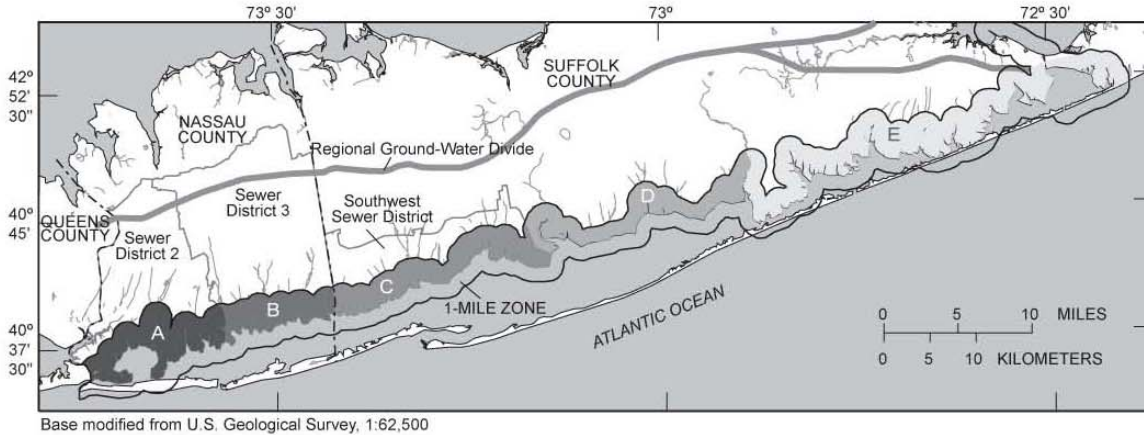 73º 30'
73º
72º 30'
42º
52'
30"
SUFFOLK
COUNTY
NASSAU
COUNTY
E
Regional Ground-Water Divide
Sewer
District 3
Southwest
Sewer District
D
40º
45'
QUEENS
COUNTY
Sewer
District 2
C
B
1-MILE ZONE
A
ATLANTIC OCEAN
40º
37'
30"
0 5 10 MILES
0 5 10 KILOMETERS
Base modified from U.S. Geological Survey, 1:62,500